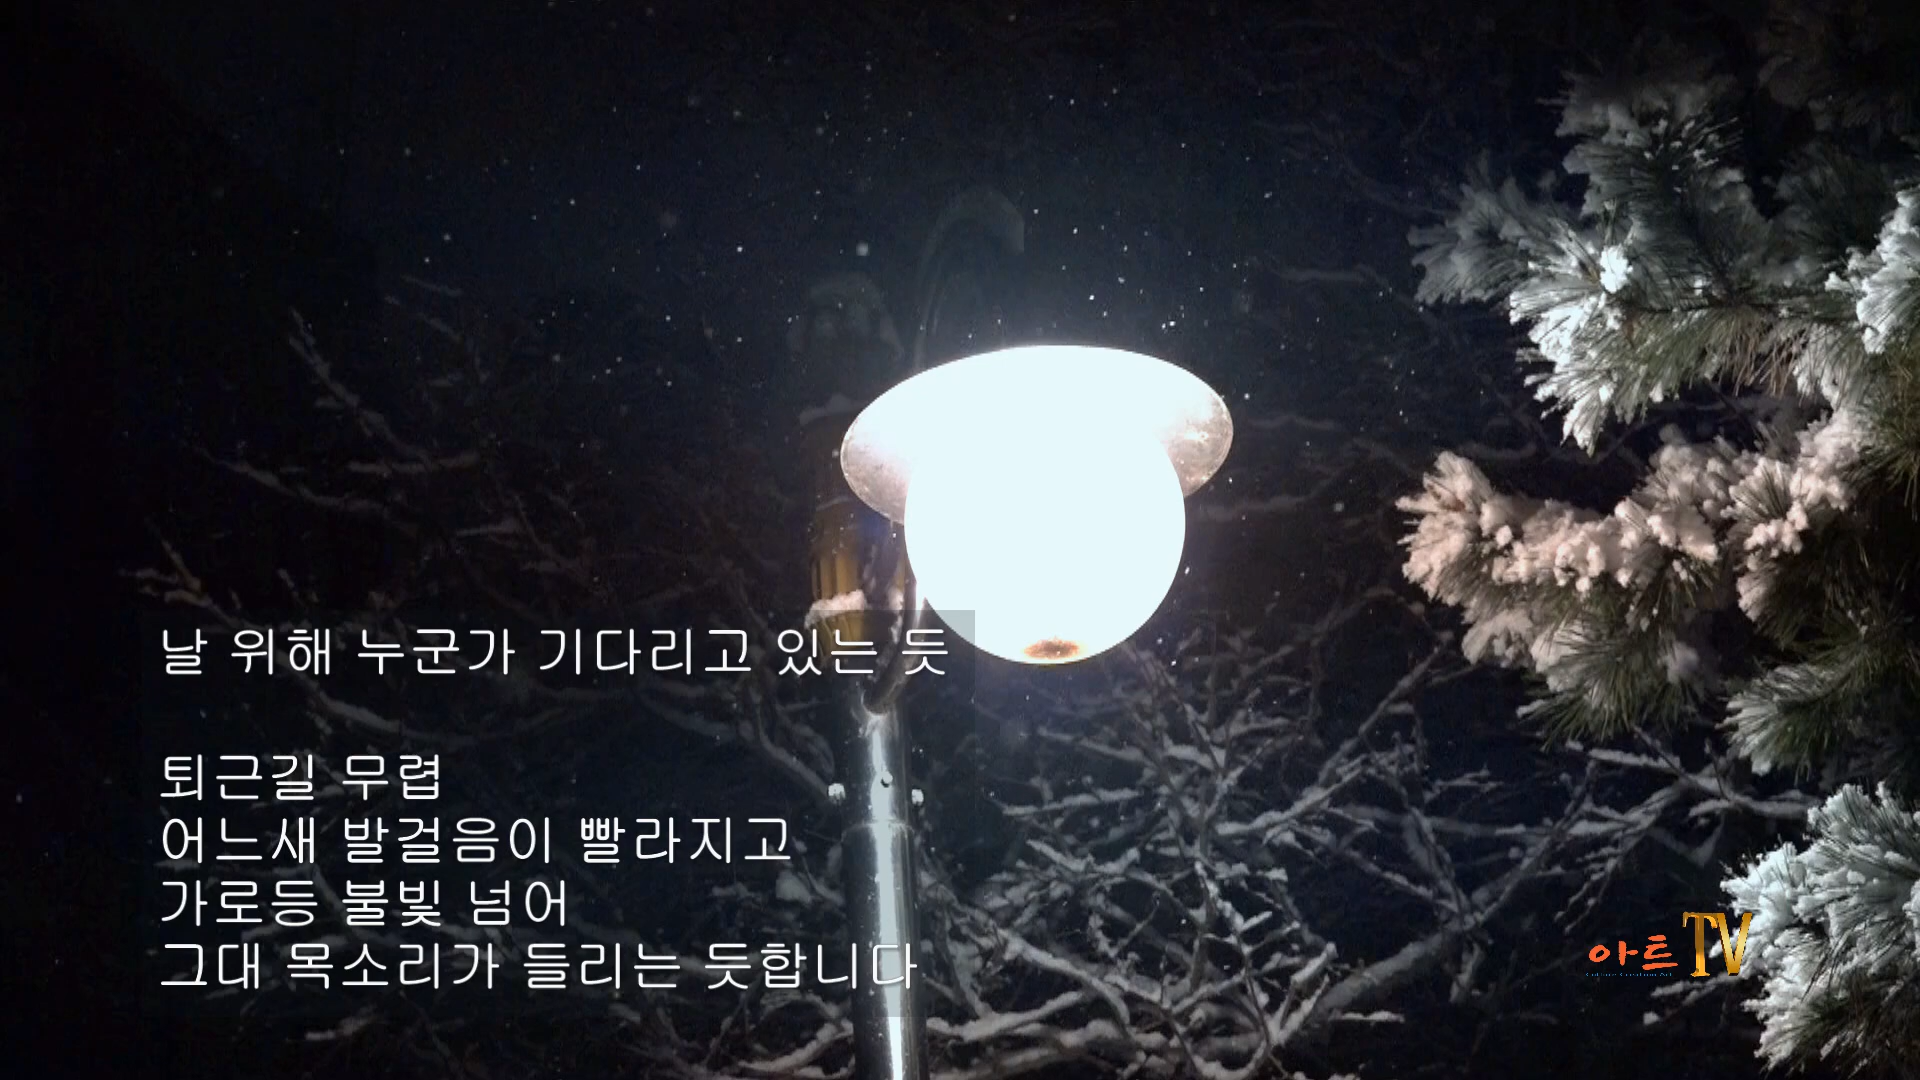 날 위해 누군가 기다리고 있는 듯
퇴근길 무렵
어느새 발걸음이 빨라지고
가로등 불빛 넘어
그대 목소리가 들리는 듯합니다
아트TV